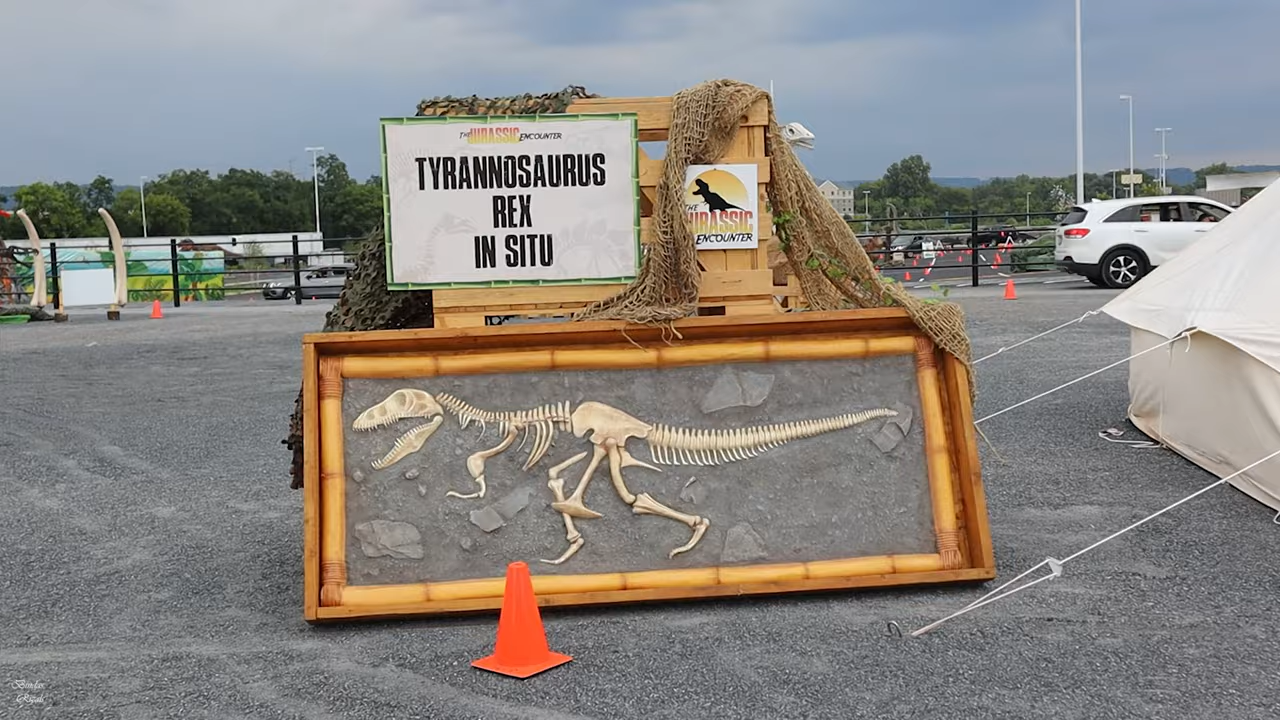 THE JURASSIC ENCOUNTER
TYRANNOSAURUS
REX
IN SITU
THE
JURASSIC
ENCOUNTER